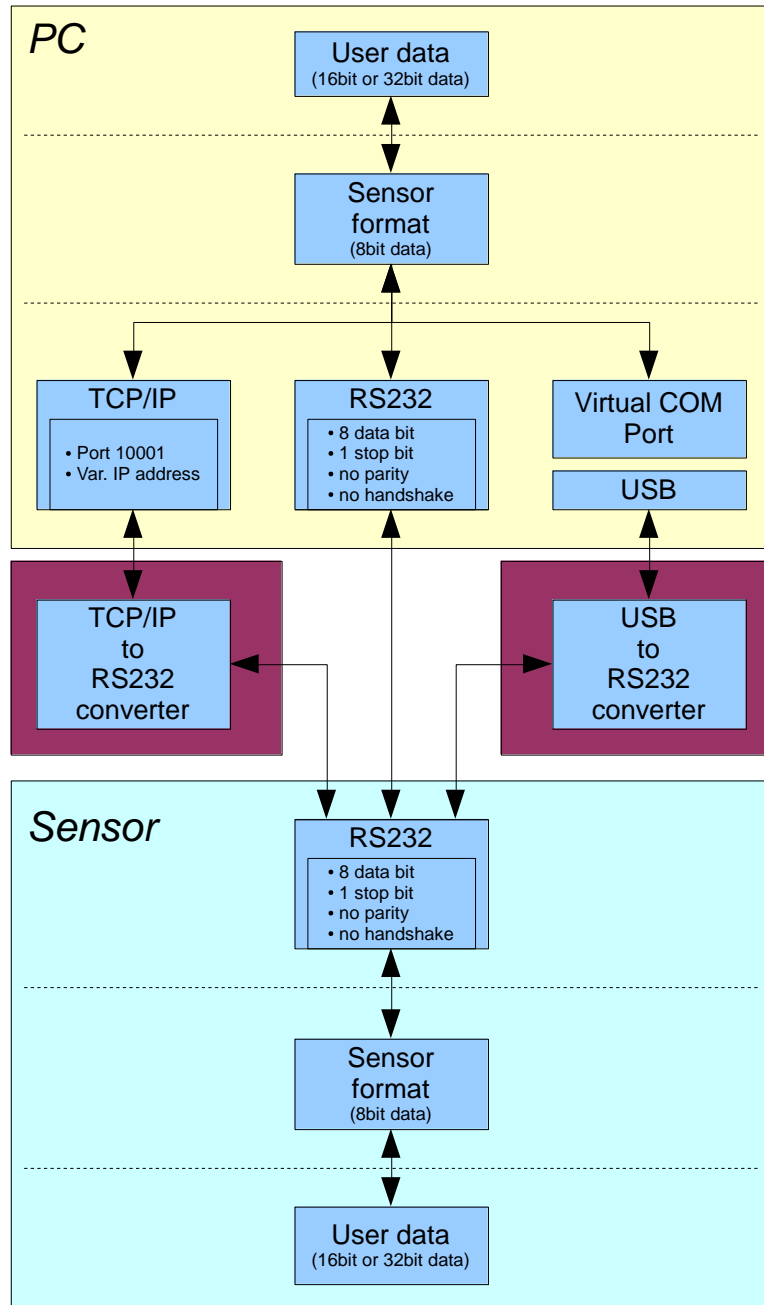 PC
User data
(16bit or 32bit data)
Sensor
format
(8bit data)
TCP/IP
• Port 10001
• Var. IP address
RS232
• 8 data bit
• 1 stop bit
• no parity
• no handshake
Virtual COM
Port
USB
TCP/IP
to
RS232
converter
USB
to
RS232
converter
Sensor
RS232
• 8 data bit
• 1 stop bit
• no parity
• no handshake
Sensor
format
(8bit data)
User data
(16bit or 32bit data)